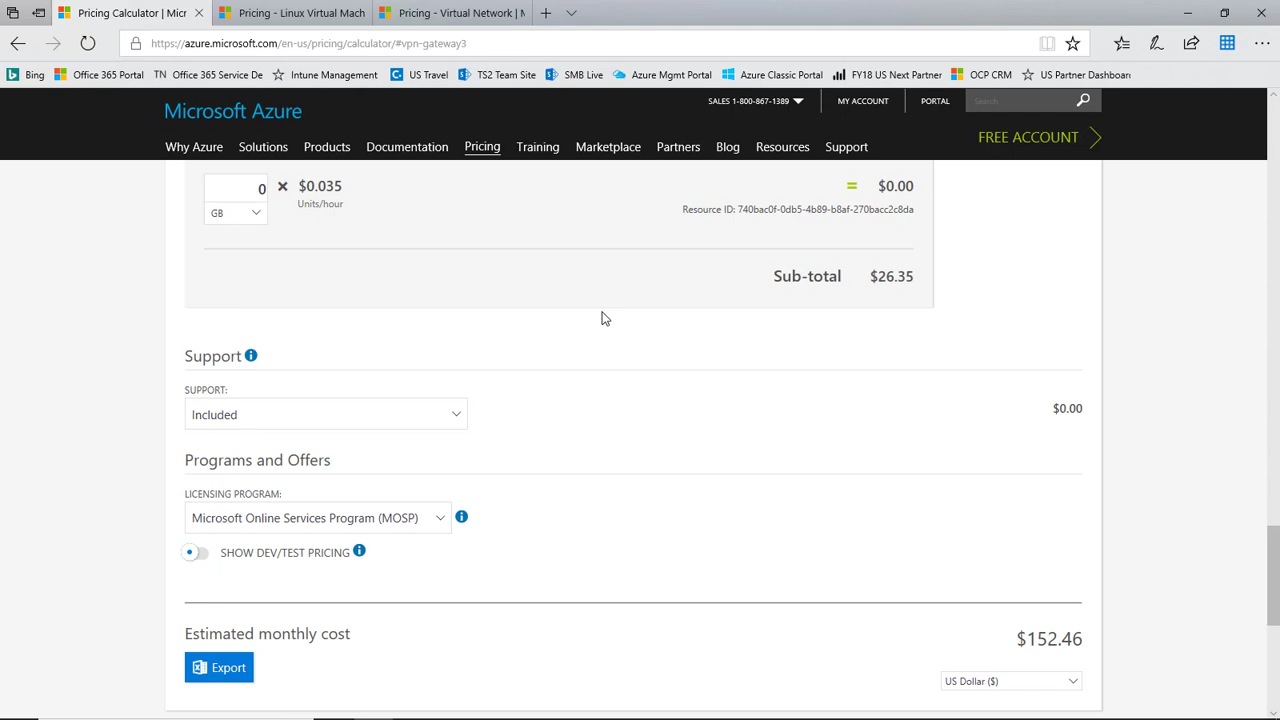 Pricing Calculator | Micr
Pricing - Linux Virtual Mach
Pricing - Virtual Network | M
https://azure.microsoft.com/en-us/pricing/calculator/#vpn-gateway3
Bing
Office 365 Portal
TN Office 365 Service De
Intune Management
US Travel
TS2 Team Site
SMB Live
Azure Mgmt Portal
Azure Classic Portal
FY18 US Next Partner
OCP CRM
US Partner Dashboard
Microsoft Azure
SALES 1-800-867-1389
MY ACCOUNT
PORTAL
Search
FREE ACCOUNT
Why Azure
Solutions
Products
Documentation
Pricing
Training
Marketplace
Partners
Blog
Resources
Support
0 × $0.035 = $0.00
GB
Units/hour
Resource ID: 740bac0f-0db5-4b89-b8af-270bacc2c8da
Sub-total $26.35
Support
SUPPORT:
Included
$0.00
Programs and Offers
LICENSING PROGRAM:
Microsoft Online Services Program (MOSP)
SHOW DEV/TEST PRICING
Estimated monthly cost
$152.46
Export
US Dollar ($)